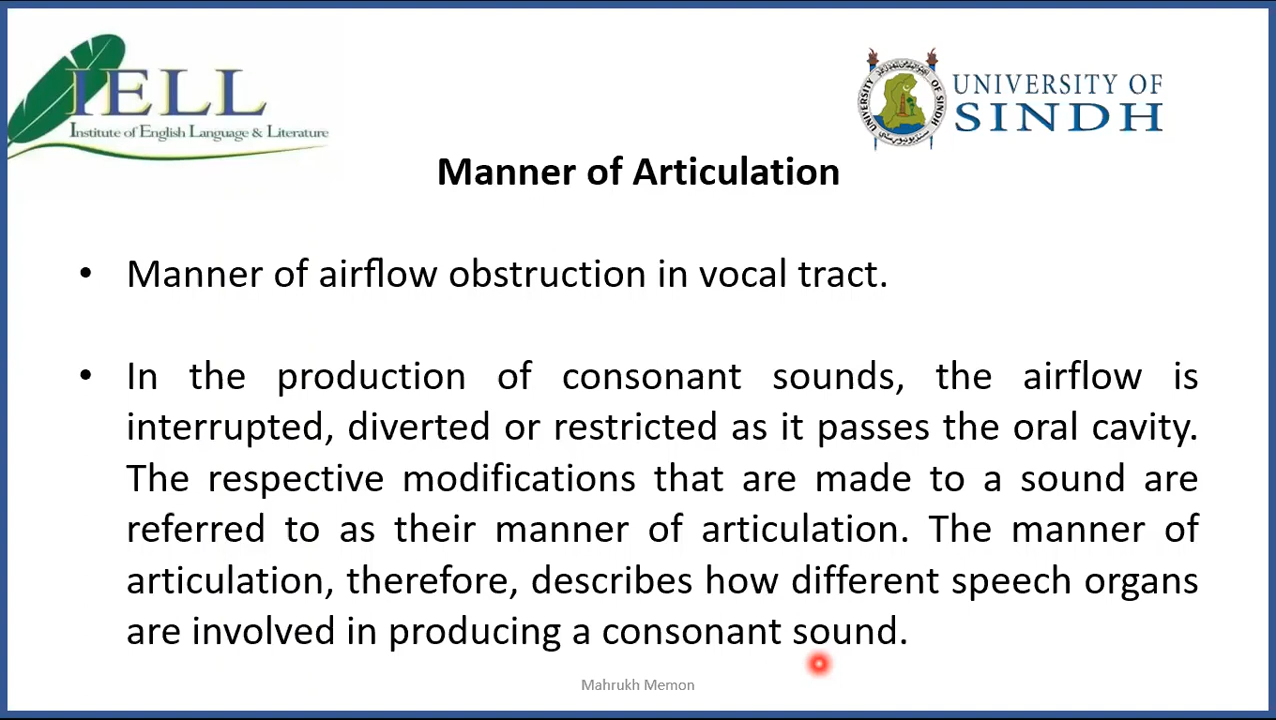 IELL
Institute of English Language & Literature
UNIVERSITY OF SINDH
UNIVERSITY OF
SINDH
Manner of Articulation
• Manner of airflow obstruction in vocal tract.
• In the production of consonant sounds, the airflow is
interrupted, diverted or restricted as it passes the oral cavity.
The respective modifications that are made to a sound are
referred to as their manner of articulation. The manner of
articulation, therefore, describes how different speech organs
are involved in producing a consonant sound.
Mahrukh Memon